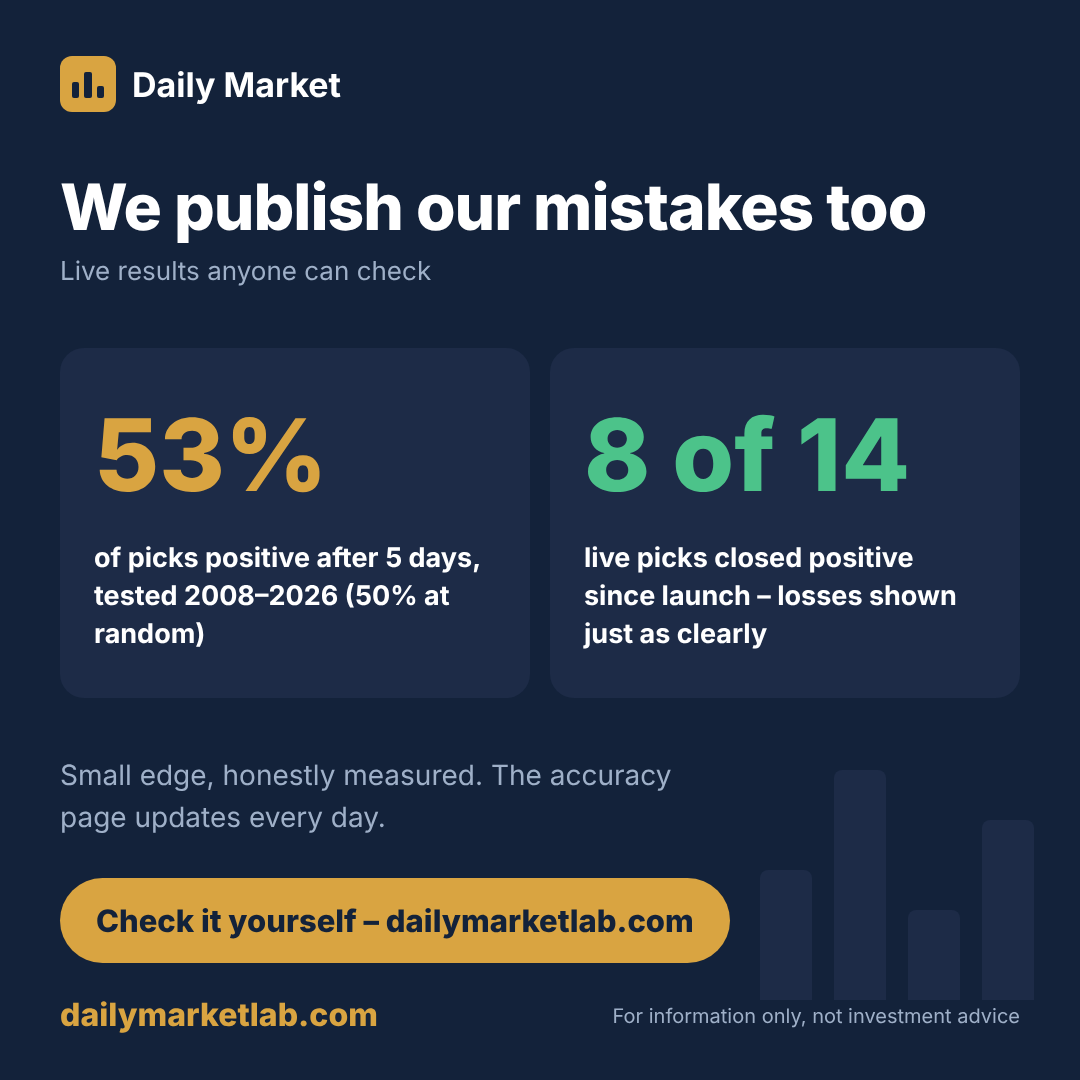 Daily Market
We publish our mistakes too
Live results anyone can check
53%
of picks positive after 5 days,
tested 2008–2026 (50% at
random)
8 of 14
live picks closed positive
since launch – losses shown
just as clearly
Small edge, honestly measured. The accuracy
page updates every day.
Check it yourself – dailymarketlab.com
dailymarketlab.com
For information only, not investment advice